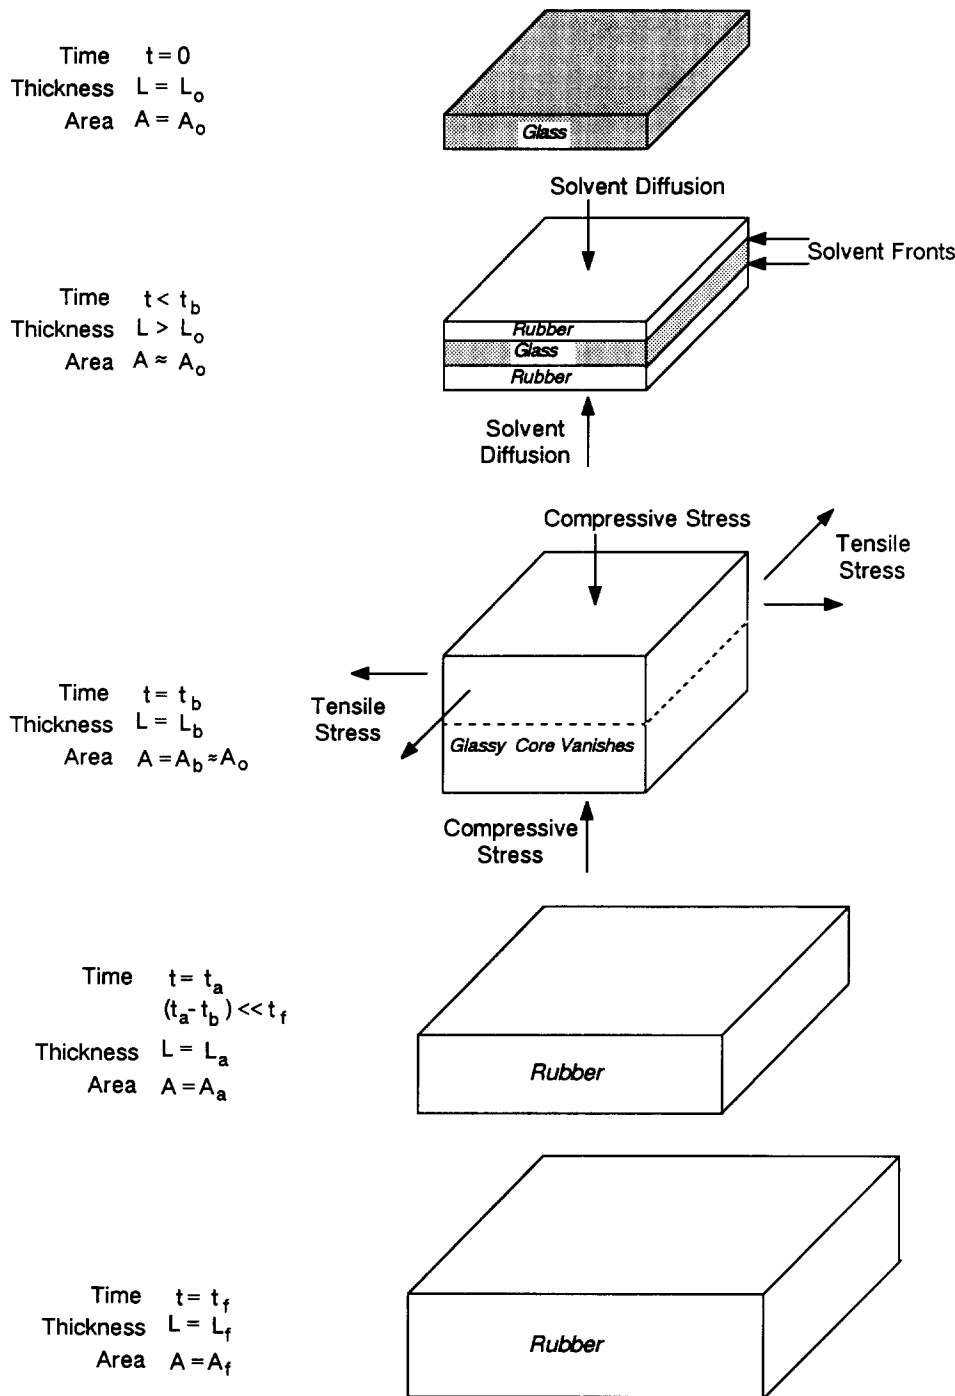 Time t = 0
Thickness L = Lo
Area A = Ao
Glass
Solvent Diffusion
Solvent Fronts
Time t < tb
Thickness L > Lo
Area A ≈ Ao
Rubber
Glass
Rubber
Solvent
Diffusion
Compressive Stress
Tensile
Stress
Time t = tb
Thickness L = Lb
Area A = Ab ≈ Ao
Tensile
Stress
Glassy Core Vanishes
Compressive
Stress
Time t = ta
(ta - tb) << tf
Thickness L = La
Area A = Aa
Rubber
Time t = tf
Thickness L = Lf
Area A = Af
Rubber